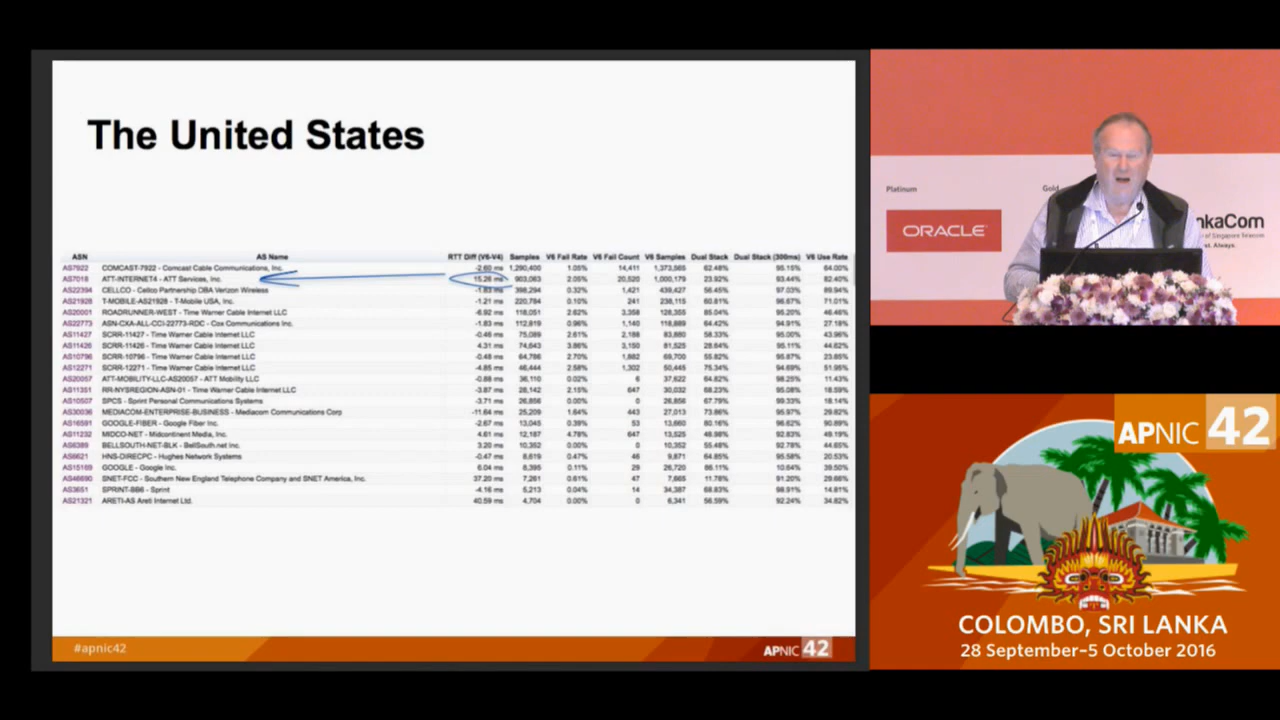 The United States
ASN AS Name RTT Diff (V6-V4) Samples V6 Fail Rate V6 Fail Count V6 Samples Dual Stack Dual Stack (300ms) V6 Use Rate
AS7922 COMCAST-7922 - Comcast Cable Communications, Inc. -2.60 ms 1,290,400 1.05% 14,411 1,373,565 62.48% 95.15% 64.00%
AS7018 ATT-INTERNET4 - ATT Services, Inc. 15.28 ms 903,063 2.05% 20,520 1,000,179 23.92% 93.44% 82.40%
AS22394 CELLCO - Cellco Partnership DBA Verizon Wireless -1.83 ms 398,294 0.32% 1,421 439,427 56.45% 97.03% 89.94%
AS21928 T-MOBILE-AS21928 - T-Mobile USA, Inc. -1.21 ms 220,784 0.10% 241 238,115 60.81% 96.67% 71.01%
AS20001 ROADRUNNER-WEST - Time Warner Cable Internet LLC -6.92 ms 118,051 2.62% 3,358 128,355 85.04% 95.20% 46.46%
AS22773 ASN-CXA-ALL-CCI-22773-RDC - Cox Communications Inc. -1.83 ms 112,819 0.96% 1,140 118,889 64.42% 94.91% 27.18%
AS11427 SCRR-11427 - Time Warner Cable Internet LLC -0.46 ms 75,089 2.61% 2,188 83,880 58.33% 95.00% 43.96%
AS11426 SCRR-11426 - Time Warner Cable Internet LLC 4.31 ms 74,643 3.86% 3,150 81,525 28.64% 95.11% 44.62%
AS10796 SCRR-10796 - Time Warner Cable Internet LLC -0.48 ms 64,786 2.70% 1,882 69,700 55.82% 95.87% 23.65%
AS12271 SCRR-12271 - Time Warner Cable Internet LLC -4.85 ms 46,444 2.58% 1,302 50,445 75.34% 94.69% 51.95%
AS20057 ATT-MOBILITY-LLC-AS20057 - ATT Mobility LLC -0.88 ms 36,110 0.02% 6 37,622 64.82% 98.25% 11.43%
AS11351 RR-NYSREGION-ASN-01 - Time Warner Cable Internet LLC -3.87 ms 28,142 2.15% 647 30,032 68.23% 95.08% 18.59%
AS10507 SPCS - Sprint Personal Communications Systems -3.71 ms 26,856 0.00% 0 26,856 67.79% 99.33% 18.14%
AS30036 MEDIACOM-ENTERPRISE-BUSINESS - Mediacom Communications Corp -11.64 ms 25,209 1.64% 443 27,013 73.86% 95.97% 29.82%
AS16591 GOOGLE-FIBER - Google Fiber Inc. -2.67 ms 13,045 0.39% 53 13,660 80.16% 96.62% 90.89%
AS11232 MIDCO-NET - Midcontinent Media, Inc. 4.61 ms 12,187 4.78% 647 13,525 48.98% 92.83% 49.19%
AS6389 BELLSOUTH-NET-BLK - BellSouth.net Inc. 3.20 ms 10,352 0.00% 0 10,352 55.48% 92.78% 44.65%
AS6621 HNS-DIRECPC - Hughes Network Systems -0.47 ms 8,619 0.47% 46 9,871 64.85% 95.58% 20.53%
AS15169 GOOGLE - Google Inc. 6.04 ms 8,395 0.11% 29 26,720 86.11% 10.64% 39.50%
AS46690 SNET-FCC - Southern New England Telephone Company and SNET America, Inc. 37.20 ms 7,261 0.61% 47 7,665 11.78% 91.20% 29.66%
AS3651 SPRINT-BB6 - Sprint -4.16 ms 5,213 0.04% 14 34,387 68.83% 98.91% 14.81%
AS21321 ARETI-AS Areti Internet Ltd. 40.59 ms 4,704 0.00% 0 6,341 56.59% 92.24% 34.82%
#apnic42
APNIC 42
Platinum
Gold
ORACLE
nkaCom
st. Always.
APNIC 42
COLOMBO, SRI LANKA
28 September–5 October 2016